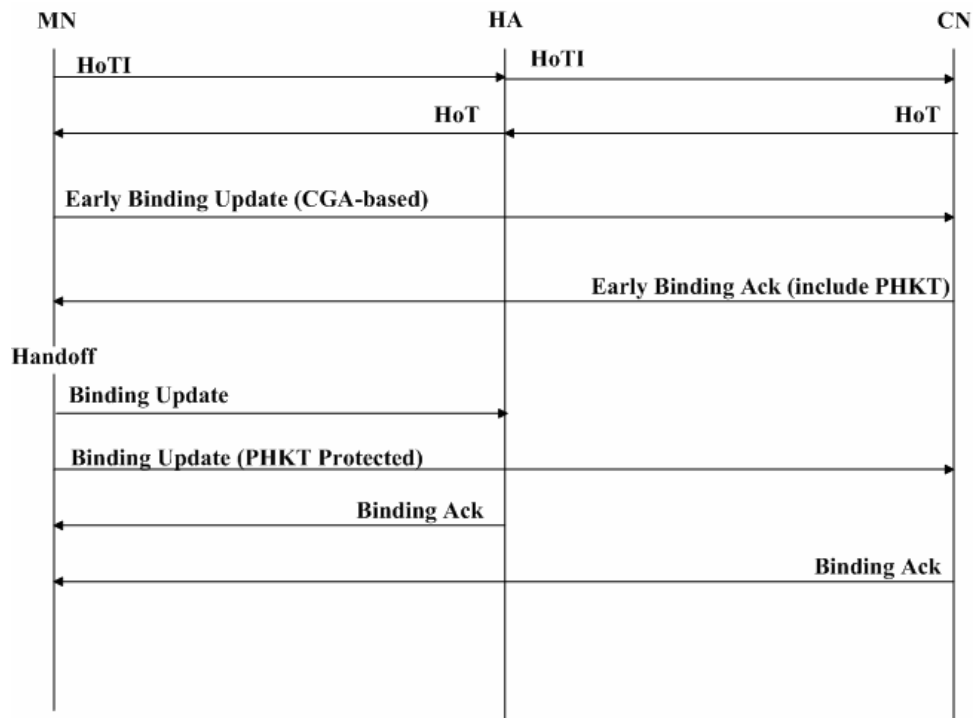 MN HA CN
HoTI HoTI
HoT HoT
Early Binding Update (CGA-based)
Early Binding Ack (include PHKT)
Handoff
Binding Update
Binding Update (PHKT Protected)
Binding Ack
Binding Ack